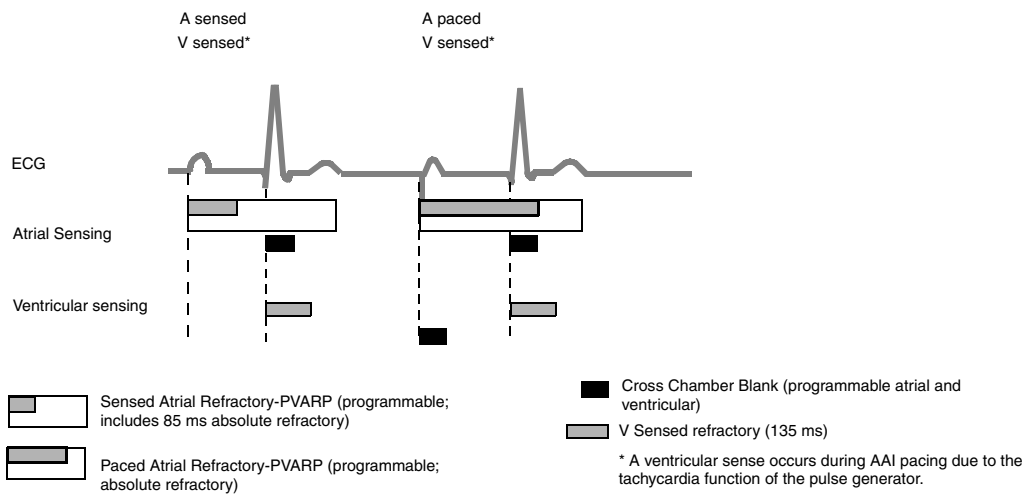 A sensed
V sensed*
A paced
V sensed*
ECG
Atrial Sensing
Ventricular sensing
Sensed Atrial Refractory-PVARP (programmable;
includes 85 ms absolute refractory)
Paced Atrial Refractory-PVARP (programmable;
absolute refractory)
Cross Chamber Blank (programmable atrial and
ventricular)
V Sensed refractory (135 ms)
* A ventricular sense occurs during AAI pacing due to the
tachycardia function of the pulse generator.